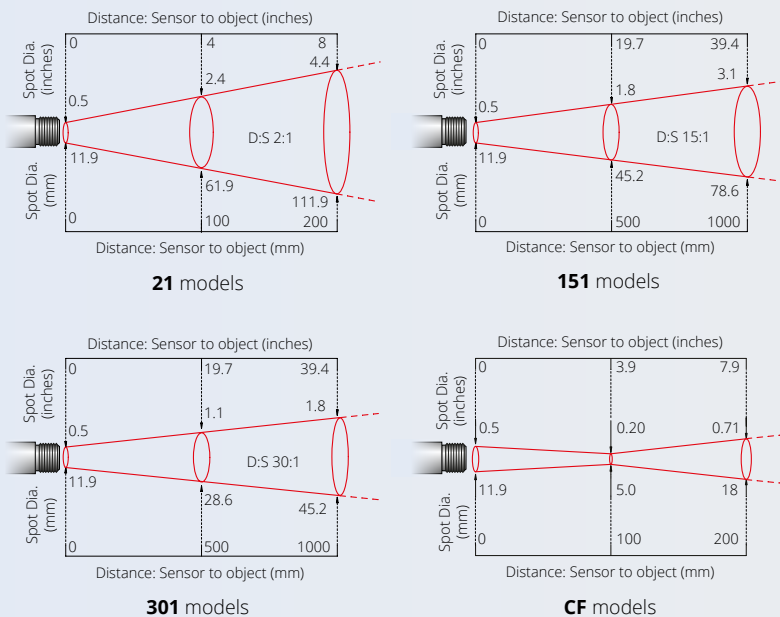 Distance: Sensor to object (inches)
0 4 8
Spot Dia.
(inches)
4.4
2.4
0.5
D:S 2:1
11.9
61.9
111.9
Spot Dia.
(mm)
0 100 200
Distance: Sensor to object (mm)
21 models
Distance: Sensor to object (inches)
0 19.7 39.4
Spot Dia.
(inches)
3.1
1.8
0.5
D:S 15:1
11.9
45.2
78.6
Spot Dia.
(mm)
0 500 1000
Distance: Sensor to object (mm)
151 models
Distance: Sensor to object (inches)
0 19.7 39.4
Spot Dia.
(inches)
1.1 1.8
0.5
D:S 30:1
11.9
28.6
45.2
Spot Dia.
(mm)
0 500 1000
Distance: Sensor to object (mm)
301 models
Distance: Sensor to object (inches)
0 3.9 7.9
Spot Dia.
(inches)
0.5 0.20 0.71
11.9 5.0 18
Spot Dia.
(mm)
0 100 200
Distance: Sensor to object (mm)
CF models